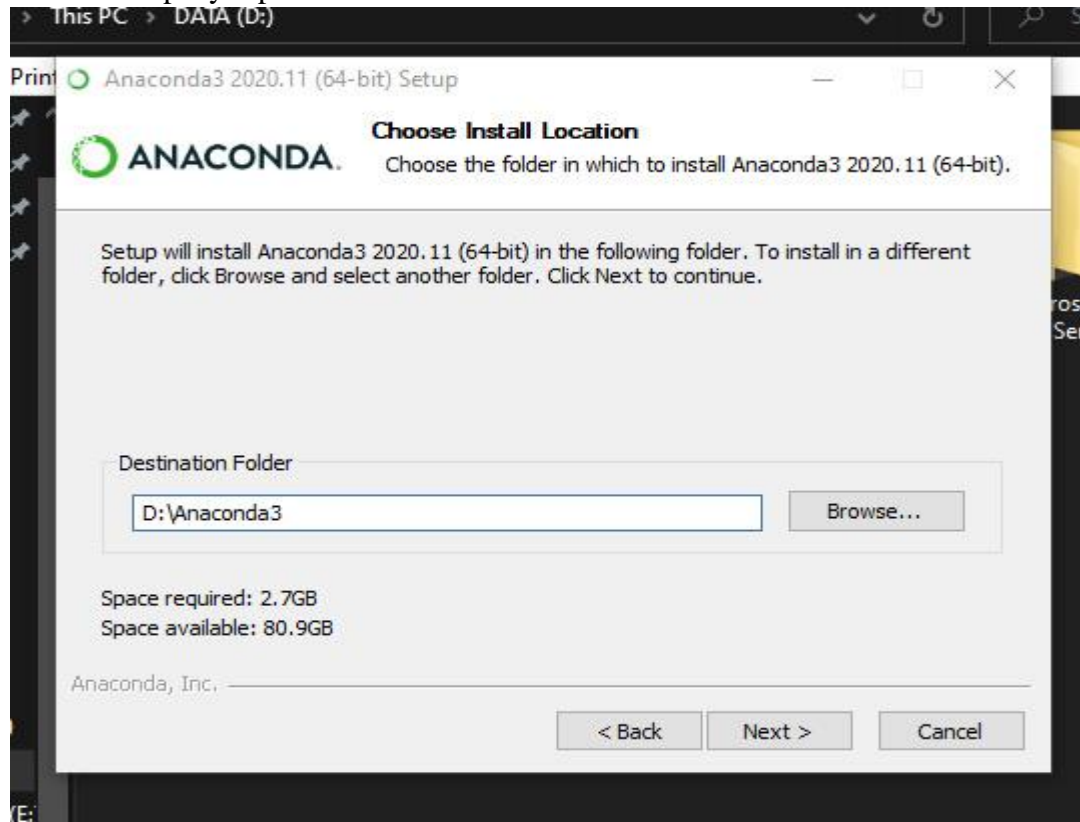 This PC > DATA (D:)
Print
Anaconda3 2020.11 (64-bit) Setup
ANACONDA.
Choose Install Location
Choose the folder in which to install Anaconda3 2020.11 (64-bit).
Setup will install Anaconda3 2020.11 (64-bit) in the following folder. To install in a different
folder, click Browse and select another folder. Click Next to continue.
Destination Folder
D:\Anaconda3
Browse...
Space required: 2.7GB
Space available: 80.9GB
Anaconda, Inc.
< Back
Next >
Cancel